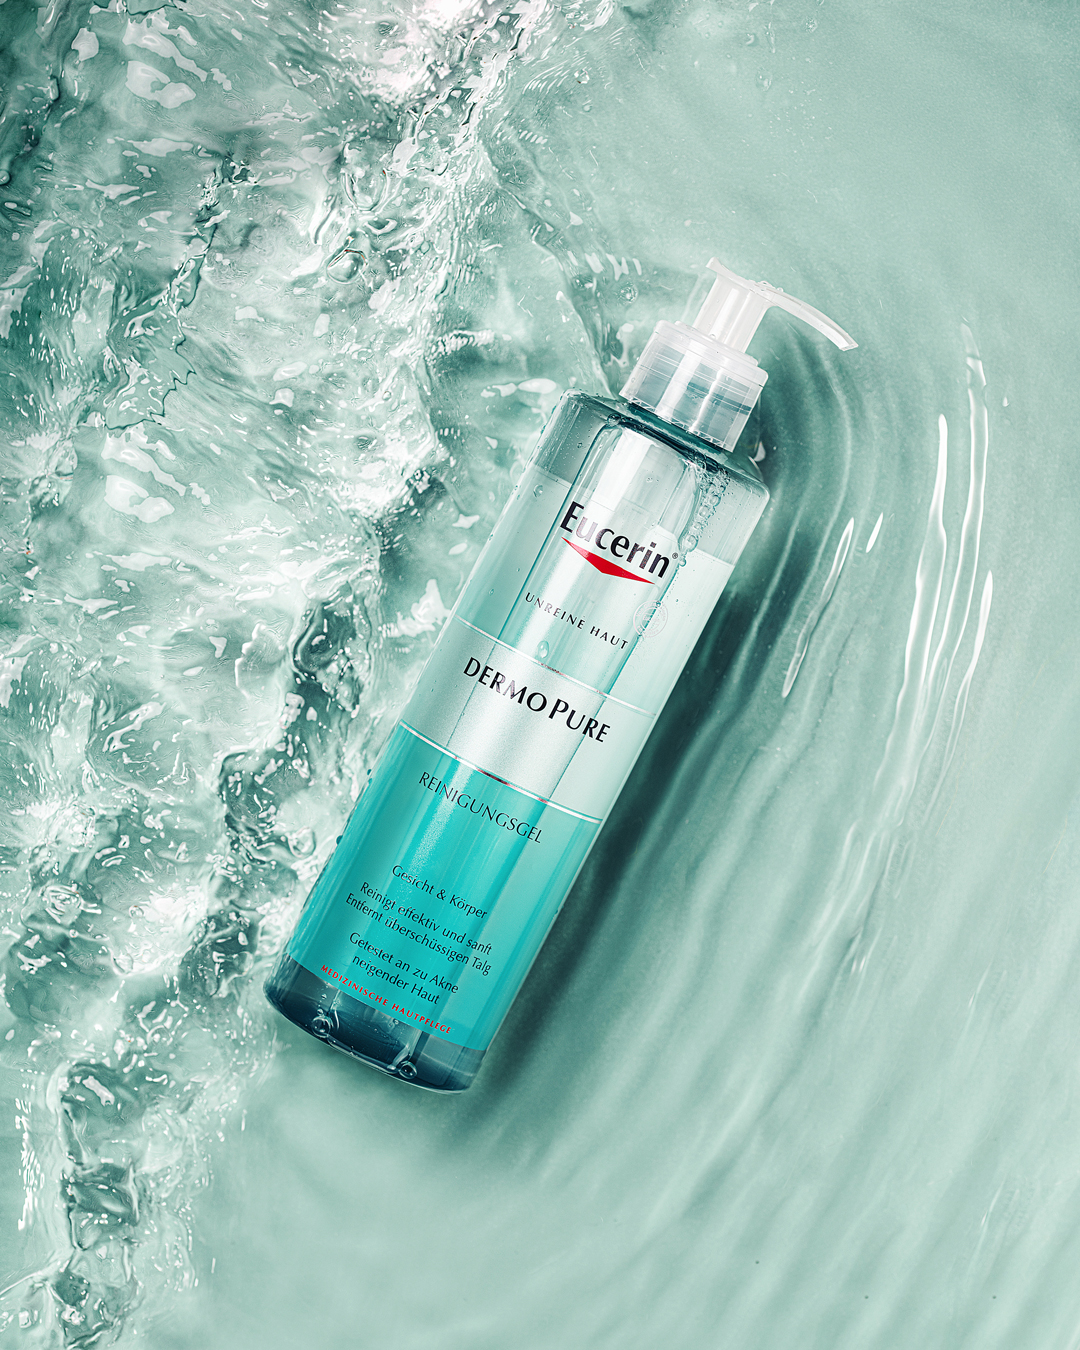 Eucerin®
UNREINE HAUT
DERMOPURE
REINIGUNGSGEL
Gesicht & Körper
Reinigt effektiv und sanft
Entfernt überschüssigen Talg
Getestet an zu Akne
neigender Haut
MEDIZINISCHE HAUTPFLEGE